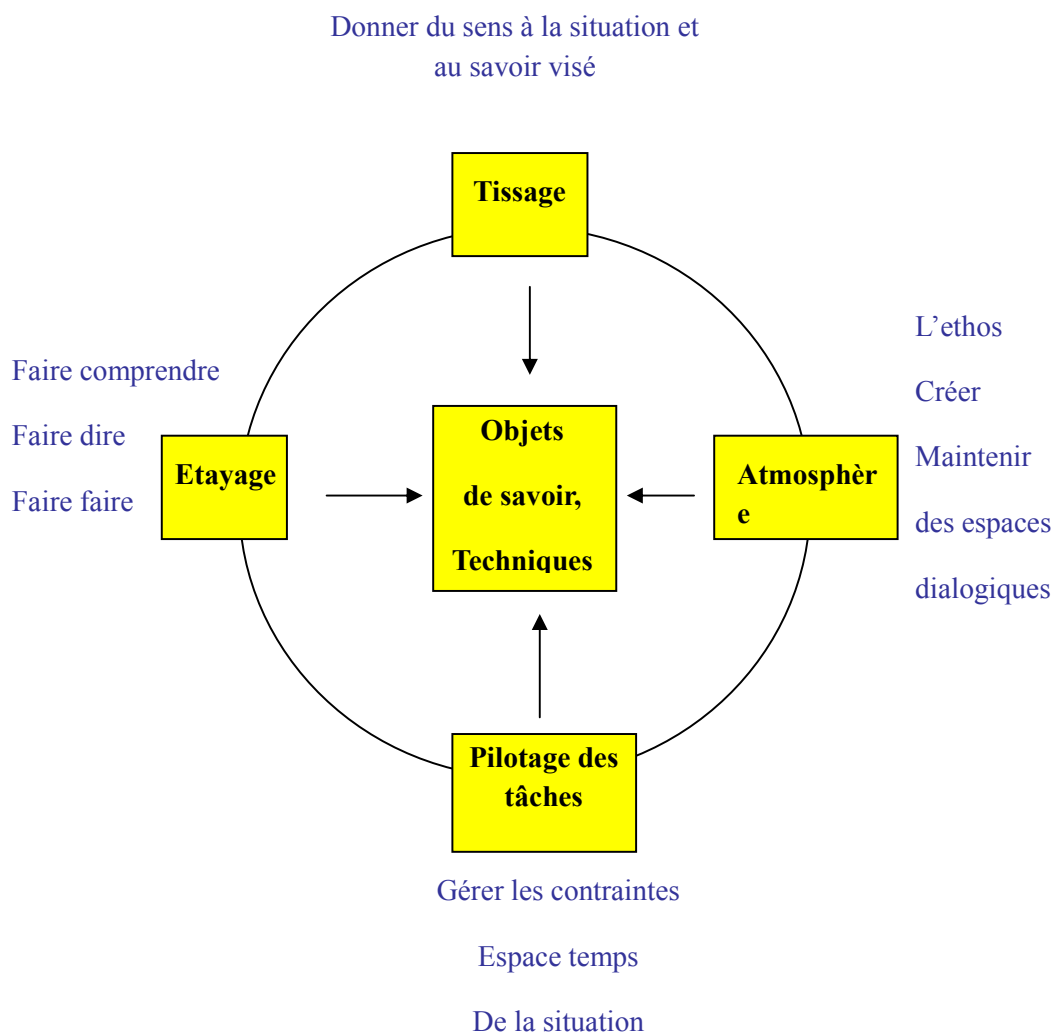 Donner du sens à la situation et
au savoir visé
Tissage
L’ethos
Créer
Maintenir
des espaces
dialogiques
Faire comprendre
Faire dire
Faire faire
Etayage
Objets
de savoir,
Techniques
Atmosphèr
e
Pilotage des
tâches
Gérer les contraintes
Espace temps
De la situation